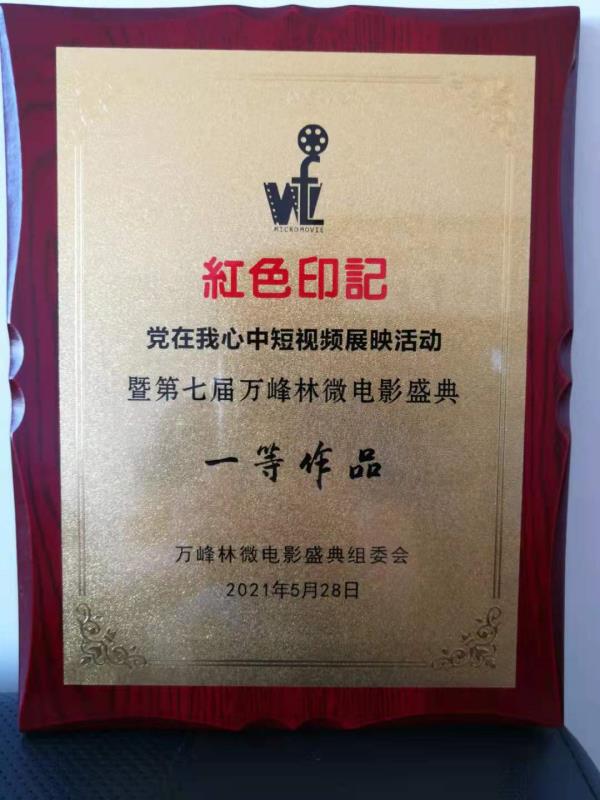 MICROMOVIE
紅色印記
党在我心中短视频展映活动
暨第七届万峰林微电影盛典
一等作品
万峰林微电影盛典组委会
2021年5月28日